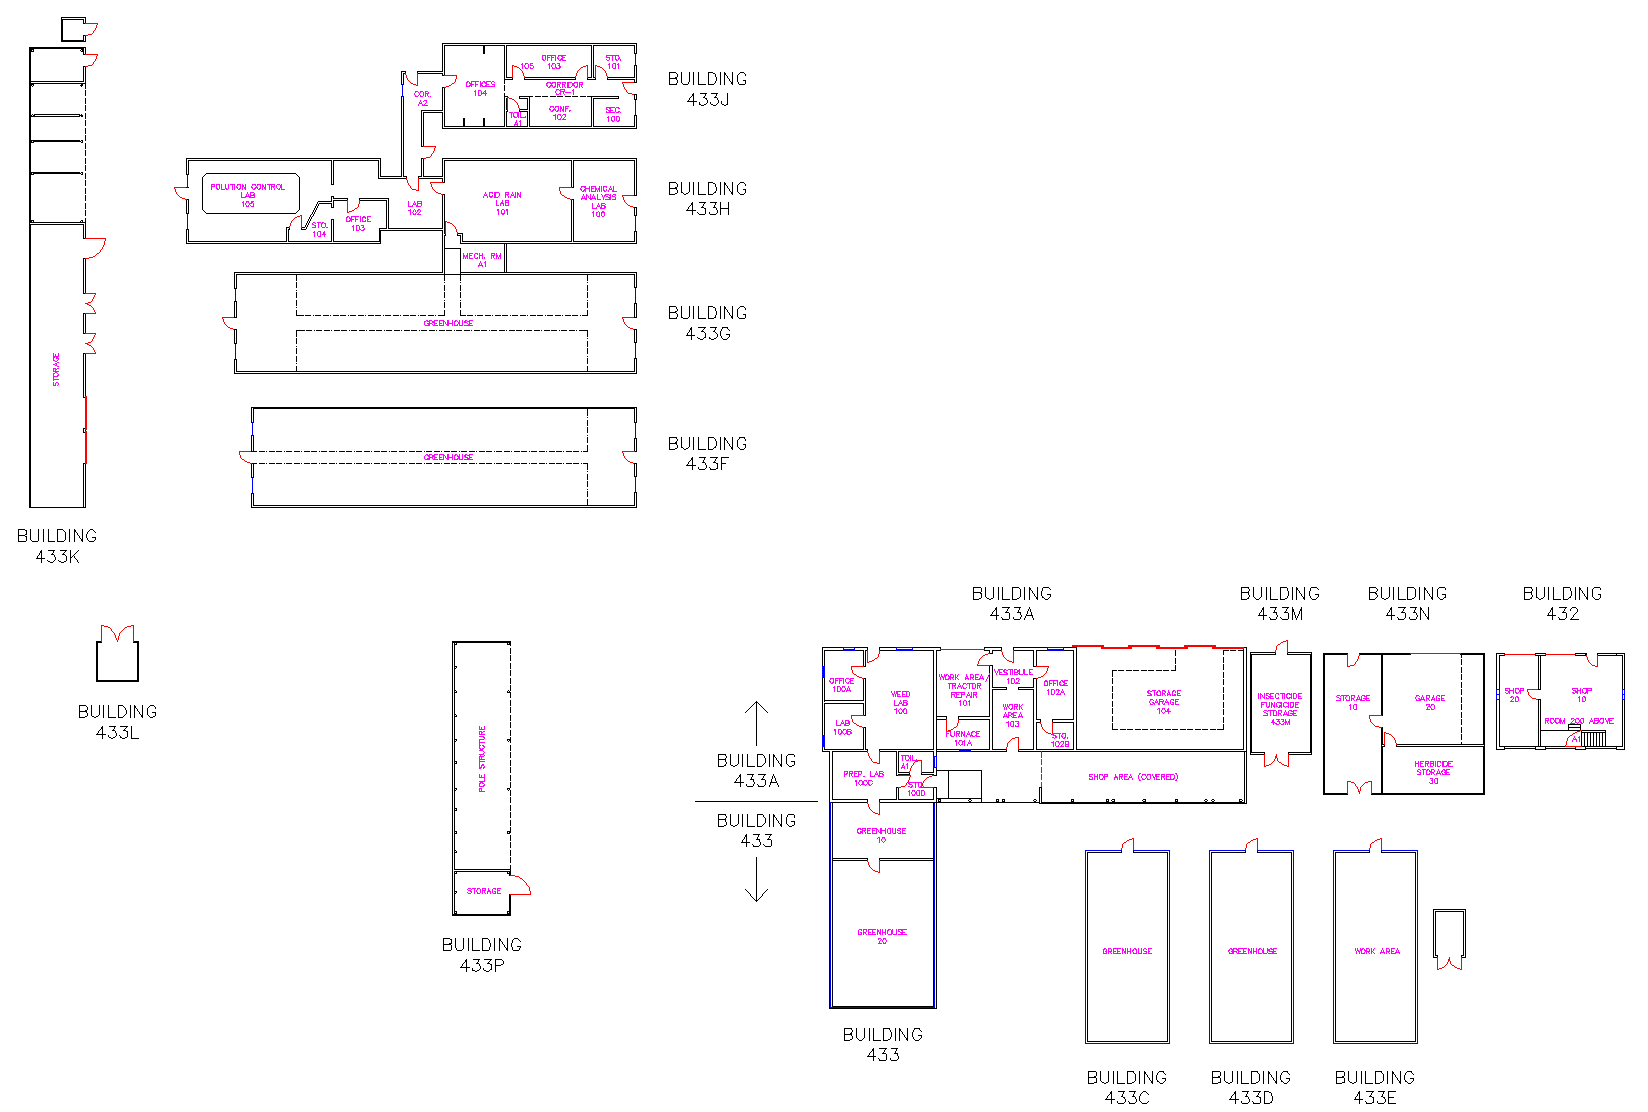 OFFICES
104
105
OFFICE
103
STO.
101
CORRIDOR
CR-1
COR.
A2
TOIL.
A1
CONF.
102
SEC.
100
BUILDING
433J
POLUTION CONTROL
LAB
105
STO.
104
OFFICE
103
LAB
102
ACID RAIN
LAB
101
CHEMICAL
ANALYSIS
LAB
100
BUILDING
433H
MECH. RM
A1
GREENHOUSE
BUILDING
433G
STORAGE
GREENHOUSE
BUILDING
433F
BUILDING
433K
BUILDING
433L
POLE STRUCTURE
STORAGE
BUILDING
433P
BUILDING
433A
BUILDING
433M
BUILDING
433N
BUILDING
432
OFFICE
100A
LAB
100B
WEED
LAB
100
WORK AREA/
TRACTOR
REPAIR
101
FURNACE
101A
VESTIBULE
102
WORK
AREA
103
OFFICE
102A
STO.
102B
STORAGE
GARAGE
104
INSECTICIDE
FUNGICIDE
STORAGE
433M
STORAGE
10
GARAGE
20
HERBICIDE
STORAGE
30
SHOP
20
SHOP
10
ROOM 200 ABOVE
A1
PREP. LAB
100C
TOIL.
A1
STO.
100D
SHOP AREA (COVERED)
BUILDING
433A
BUILDING
433
GREENHOUSE
10
GREENHOUSE
20
BUILDING
433
GREENHOUSE
GREENHOUSE
WORK AREA
BUILDING
433C
BUILDING
433D
BUILDING
433E